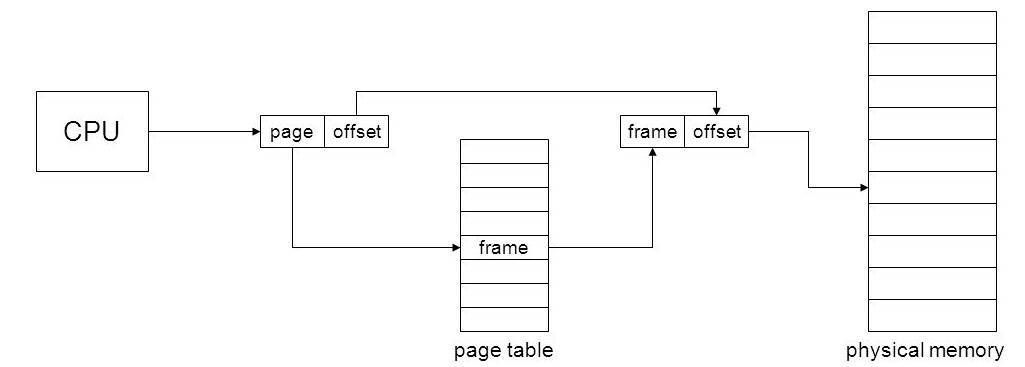 CPU
page offset
frame offset
frame
page table
physical memory